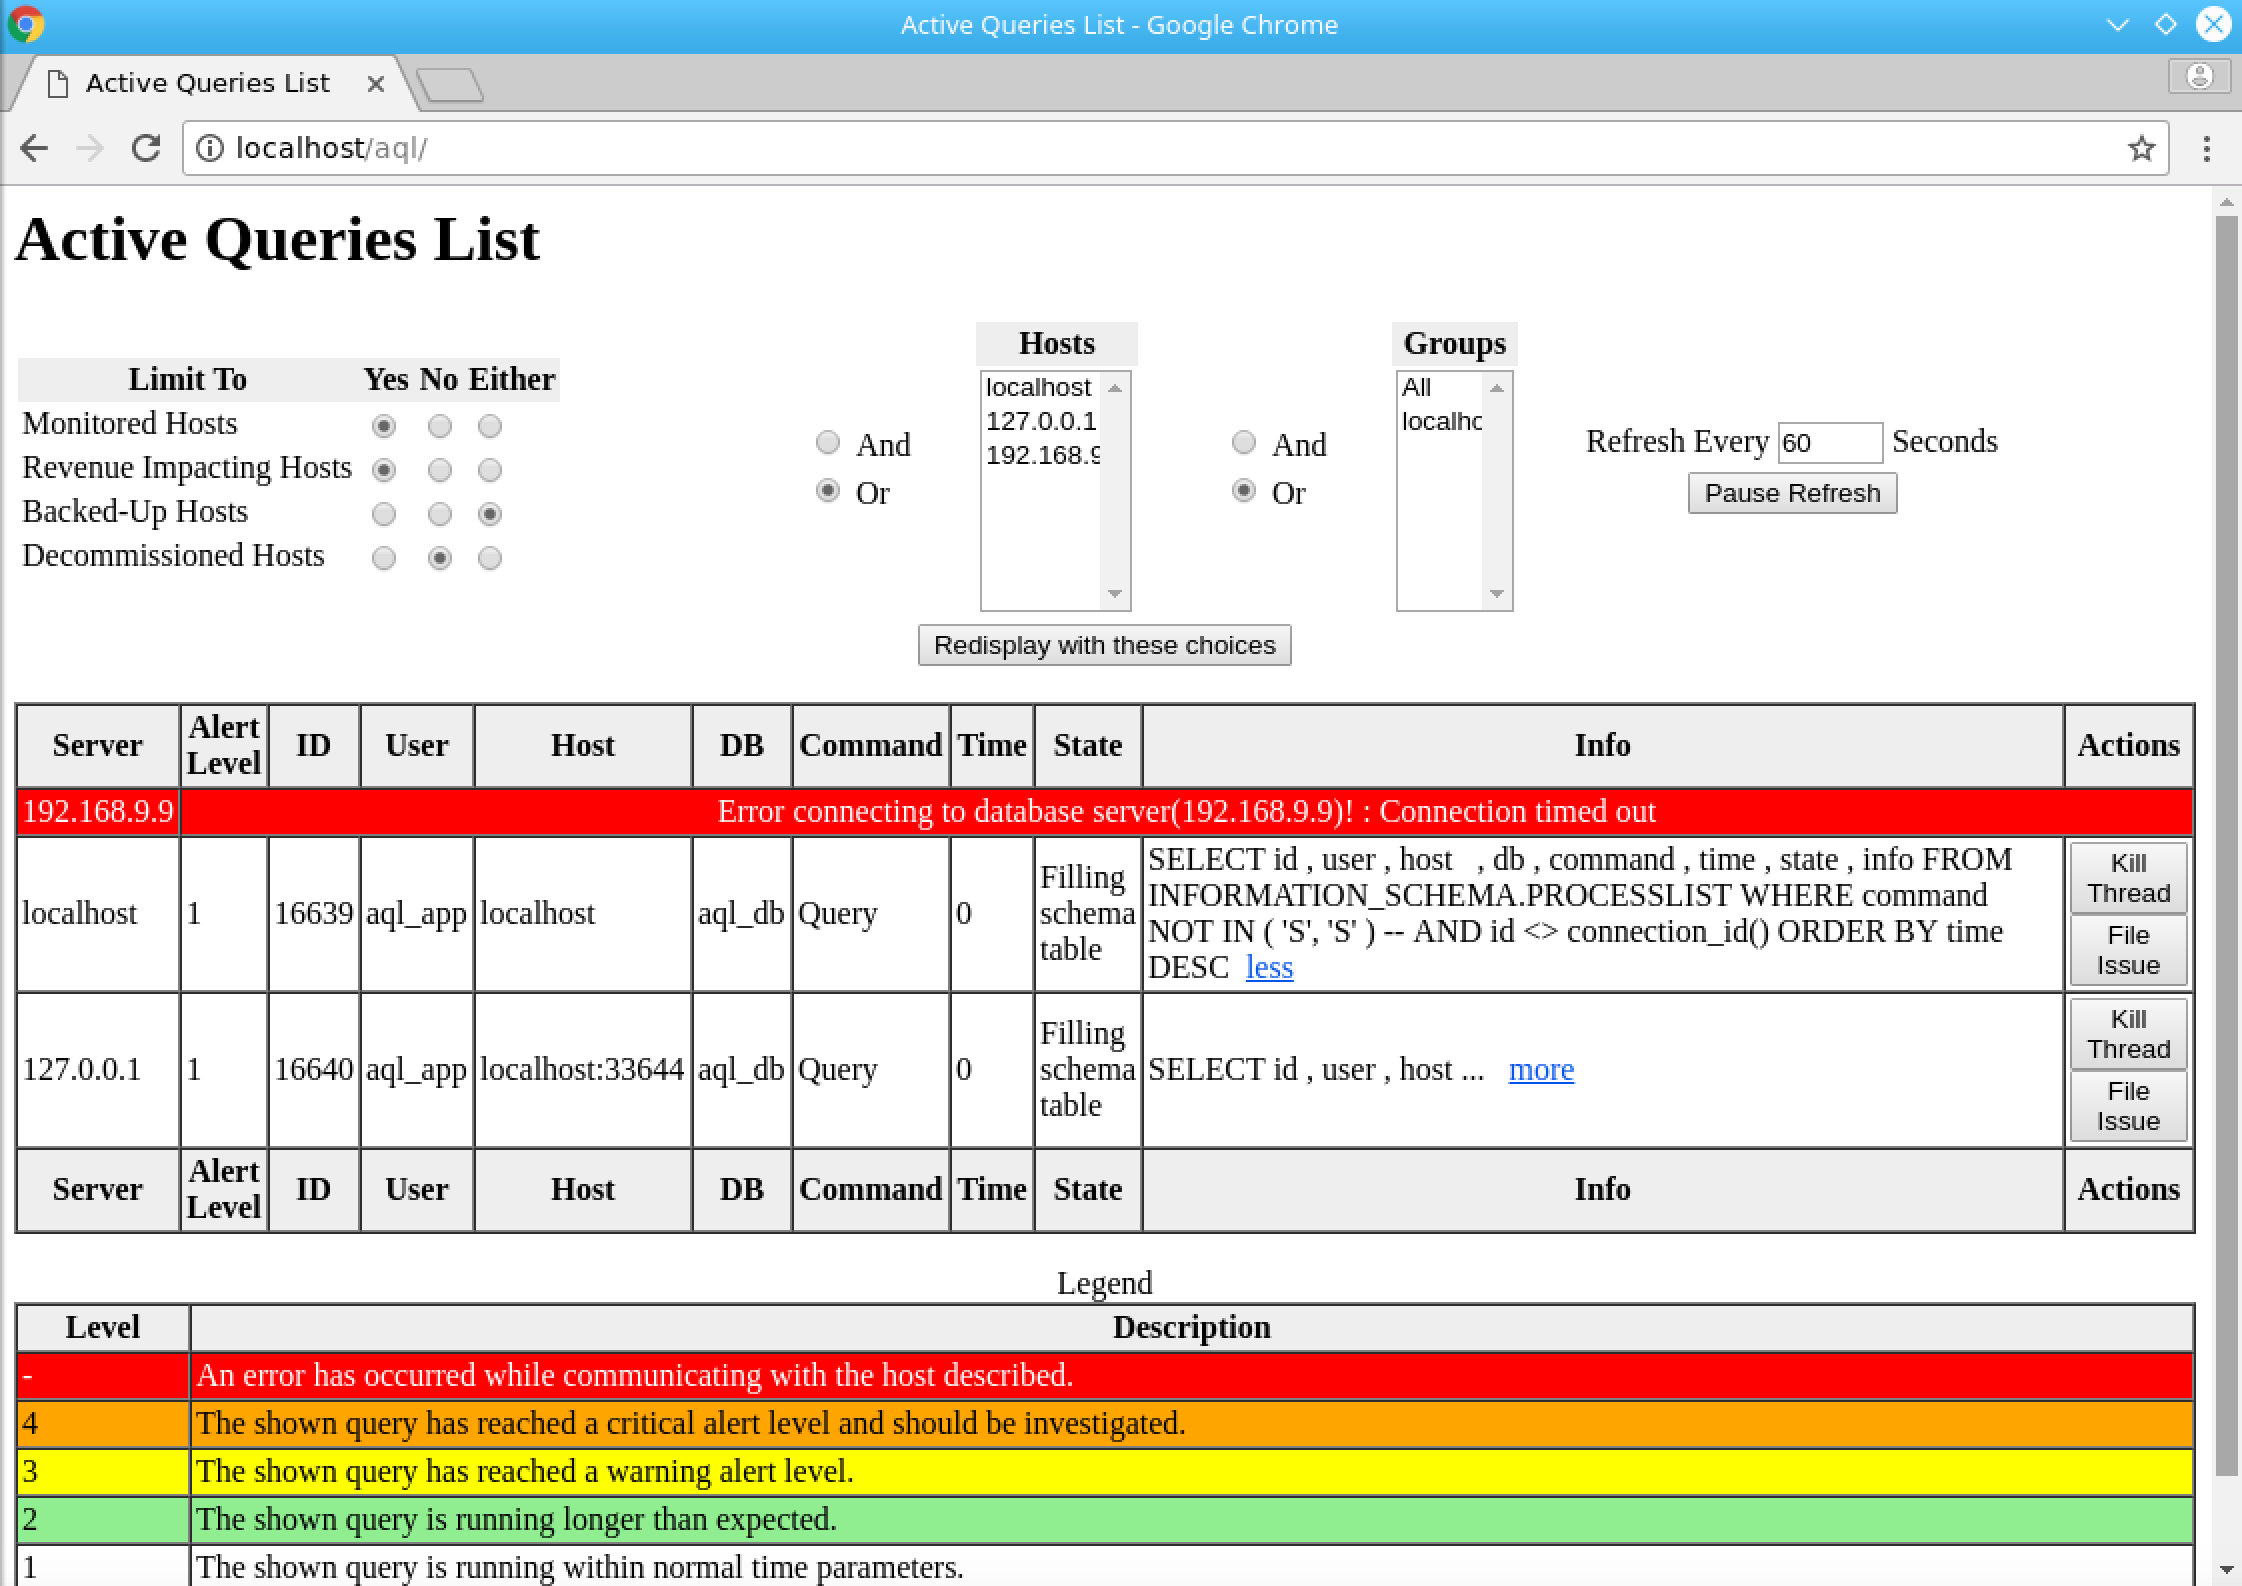 Active Queries List - Google Chrome
Active Queries List
localhost/aql/
Active Queries List
Limit To Yes No Either
Monitored Hosts
Revenue Impacting Hosts
Backed-Up Hosts
Decommissioned Hosts
And
Or
Hosts
localhost
127.0.0.1
192.168.9
And
Or
Groups
All
localho
Refresh Every 60 Seconds
Pause Refresh
Redisplay with these choices
Server Alert Level ID User Host DB Command Time State Info Actions
192.168.9.9 Error connecting to database server(192.168.9.9)! : Connection timed out
localhost 1 16639 aql_app localhost aql_db Query 0
Filling
schema
table
SELECT id , user , host , db , command , time , state , info FROM
INFORMATION_SCHEMA.PROCESSLIST WHERE command
NOT IN ( 'S', 'S' ) -- AND id <> connection_id() ORDER BY time
DESC less
Kill
Thread
File
Issue
127.0.0.1 1 16640 aql_app localhost:33644 aql_db Query 0
Filling
schema
table
SELECT id , user , host ... more
Kill
Thread
File
Issue
Server Alert Level ID User Host DB Command Time State Info Actions
Legend
Level Description
- An error has occurred while communicating with the host described.
4 The shown query has reached a critical alert level and should be investigated.
3 The shown query has reached a warning alert level.
2 The shown query is running longer than expected.
1 The shown query is running within normal time parameters.